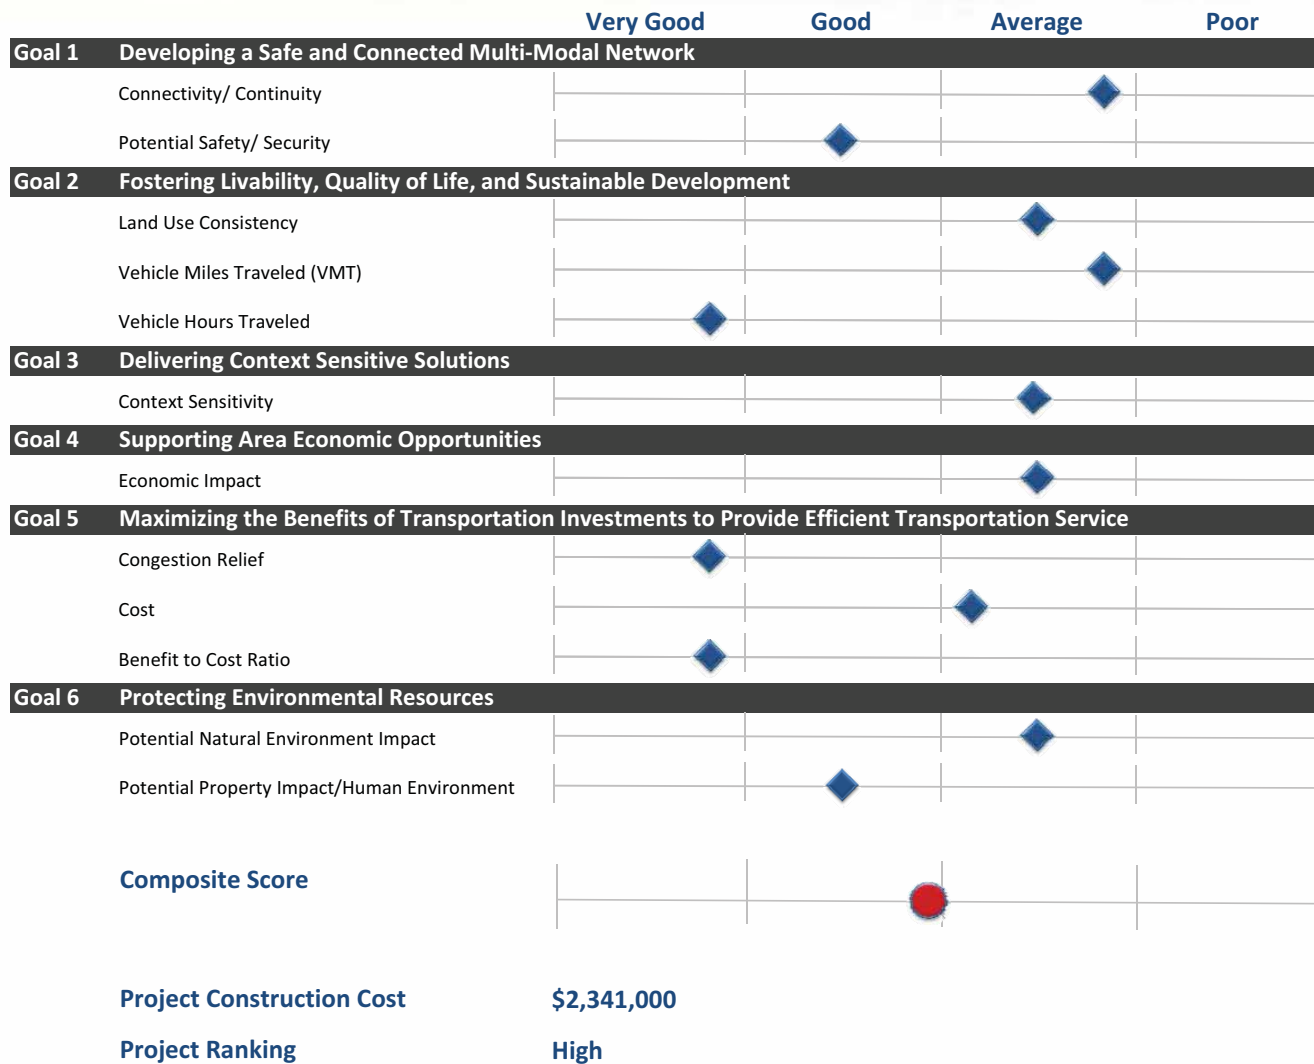 Very Good Good Average Poor
Goal 1 Developing a Safe and Connected Multi-Modal Network
Connectivity/ Continuity
Potential Safety/ Security
Goal 2 Fostering Livability, Quality of Life, and Sustainable Development
Land Use Consistency
Vehicle Miles Traveled (VMT)
Vehicle Hours Traveled
Goal 3 Delivering Context Sensitive Solutions
Context Sensitivity
Goal 4 Supporting Area Economic Opportunities
Economic Impact
Goal 5 Maximizing the Benefits of Transportation Investments to Provide Efficient Transportation Service
Congestion Relief
Cost
Benefit to Cost Ratio
Goal 6 Protecting Environmental Resources
Potential Natural Environment Impact
Potential Property Impact/Human Environment
Composite Score
Project Construction Cost $2,341,000
Project Ranking High